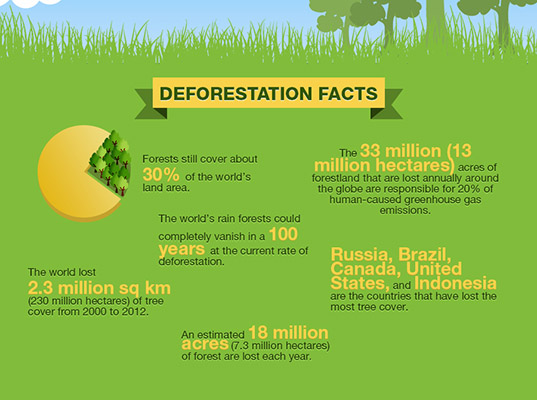 DEFORESTATION FACTS
Forests still cover about
30% of the world's
land area.
The 33 million (13
million hectares) acres of
forestland that are lost annually around
the globe are responsible for 20% of
human-caused greenhouse gas
emissions.
The world's rain forests could
completely vanish in a 100
years at the current rate of
deforestation.
Russia, Brazil,
Canada, United
States, and Indonesia
are the countries that have lost the
most tree cover.
The world lost
2.3 million sq km
(230 million hectares) of tree
cover from 2000 to 2012.
An estimated 18 million
acres (7.3 million hectares)
of forest are lost each year.